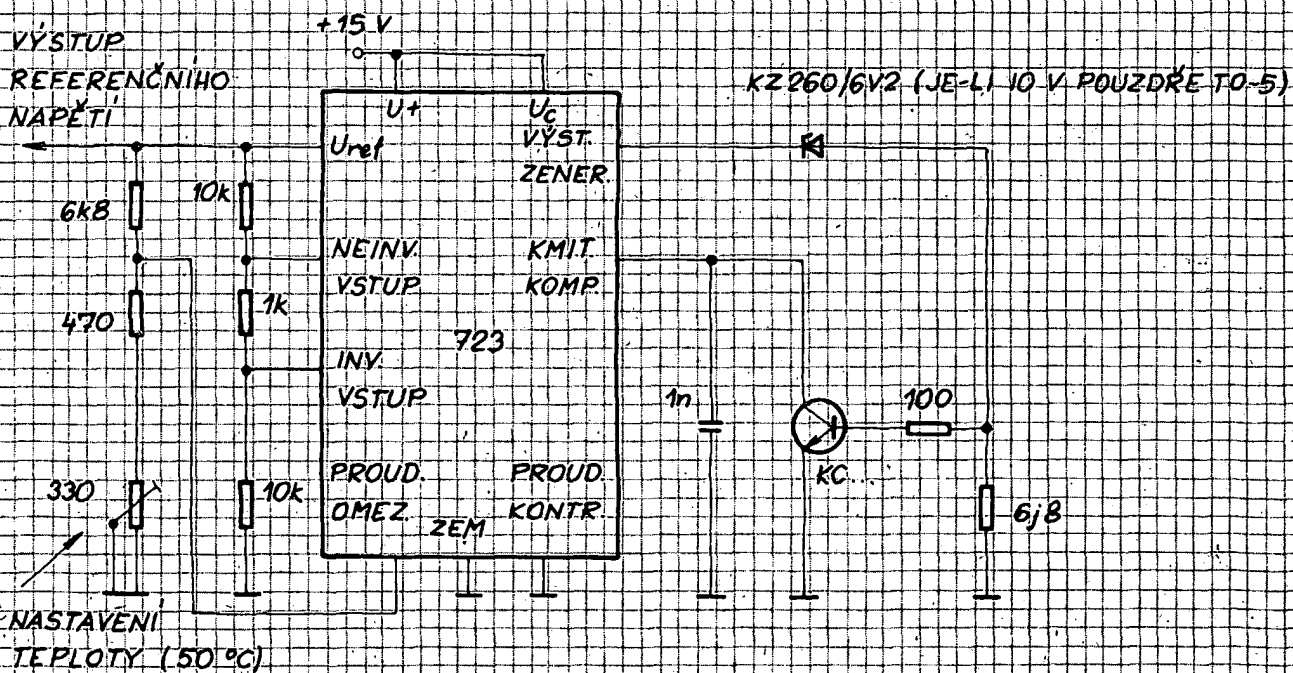 +15 V
VÝSTUP
REFERENČNÍHO
NAPĚTÍ
KZ260/6V2 (JE-LI IO V POUZDŘE TO-5)
U+
UC
Uref
VÝST.
ZENER.
6k8
10k
NEINV.
VSTUP
KMIT.
KOMP.
470
1k
723
INV.
VSTUP
1n
100
KC...
330
10k
PROUD.
OMEZ.
PROUD.
KONTR.
ZEM
6j8
NASTAVENÍ
TEPLOTY (50 °C)